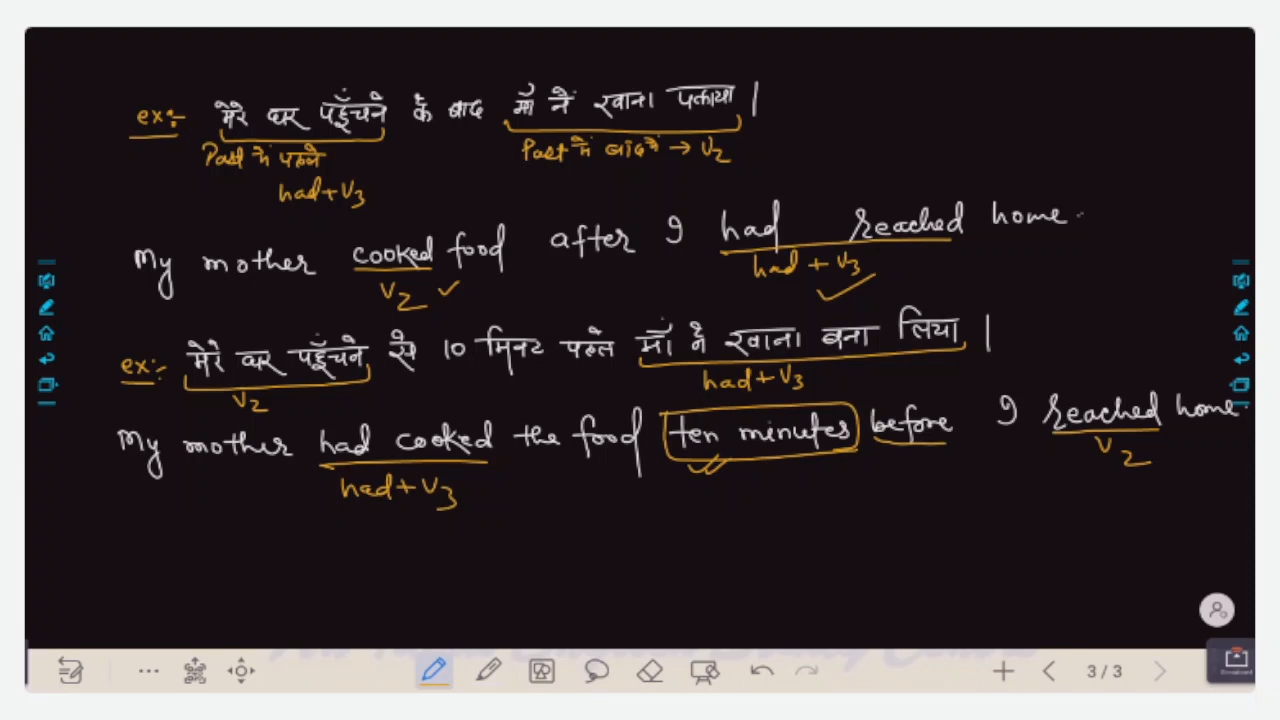 ex:- मेरे घर पहुँचने के बाद माँ ने खाना पकाया |
Past में पहले Past में बाद में → V2
had+V3
My mother cooked food after I had reached home.
V2 had + V3
ex:- मेरे घर पहुँचने से 10 मिनट पहले माँ ने खाना बना लिया |
V2 had+V3
My mother had cooked the food ten minutes before I reached home.
had+V3 V2
3/3